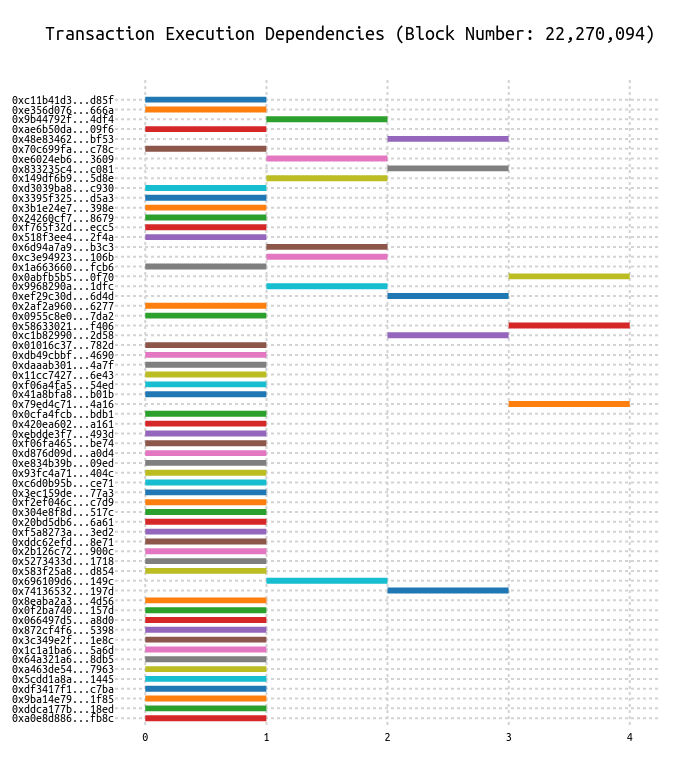 Transaction Execution Dependencies (Block Number: 22,270,094)
0xc11b41d3...d85f
0xe356d076...666a
0x9b44792f...4df4
0xae6b50da...09f6
0x48e83462...bf53
0x70c699fa...c78c
0xe6024eb6...3609
0x833235c4...c081
0x149df6b9...5d8e
0xd3039ba8...c930
0x3395f325...d5a3
0x3b1e24e7...398e
0x24260cf7...8679
0xf765f32d...ecc5
0x518f3ee4...2f4a
0x6d94a7a9...b3c3
0xc3e94923...106b
0x1a663660...fcb6
0x0abfb5b5...0f70
0x9968290a...1dfc
0xef29c30d...6d4d
0x2af2a960...6277
0x0955c8e0...7da2
0x58633021...f406
0xc1b82990...2d58
0x01016c37...782d
0xdb49cbbf...4690
0xdaaab301...4a7f
0x11cc7427...6e43
0xf06a4fa5...54ed
0x41a8bfa8...b01b
0x79ed4c71...4a16
0x0cfa4fcb...bdb1
0x420ea602...a161
0xebdde3f7...493d
0xf06fa465...be74
0xd876d09d...a0d4
0xe834b39b...09ed
0x93fc4a71...404c
0xc6d0b95b...ce71
0x3ec159de...77a3
0xf2ef046c...c7d9
0x304e8f8d...517c
0x20bd5db6...6a61
0xf5a8273a...3ed2
0xddc62efd...8e71
0x2b126c72...900c
0x5273433d...1718
0x583f25a8...d854
0x696109d6...149c
0x74136532...197d
0x8eaba2a3...4d56
0x0f2ba740...157d
0x066497d5...a8d0
0x872cf4f6...5398
0x3c349e2f...1e8c
0x1c1a1ba6...5a6d
0x64a321a6...8db5
0xa463de54...7963
0x5cdd1a8a...1445
0xdf3417f1...c7ba
0x9ba14e79...1f85
0xddca177b...18ed
0xa0e8d886...fb8c
0 1 2 3 4